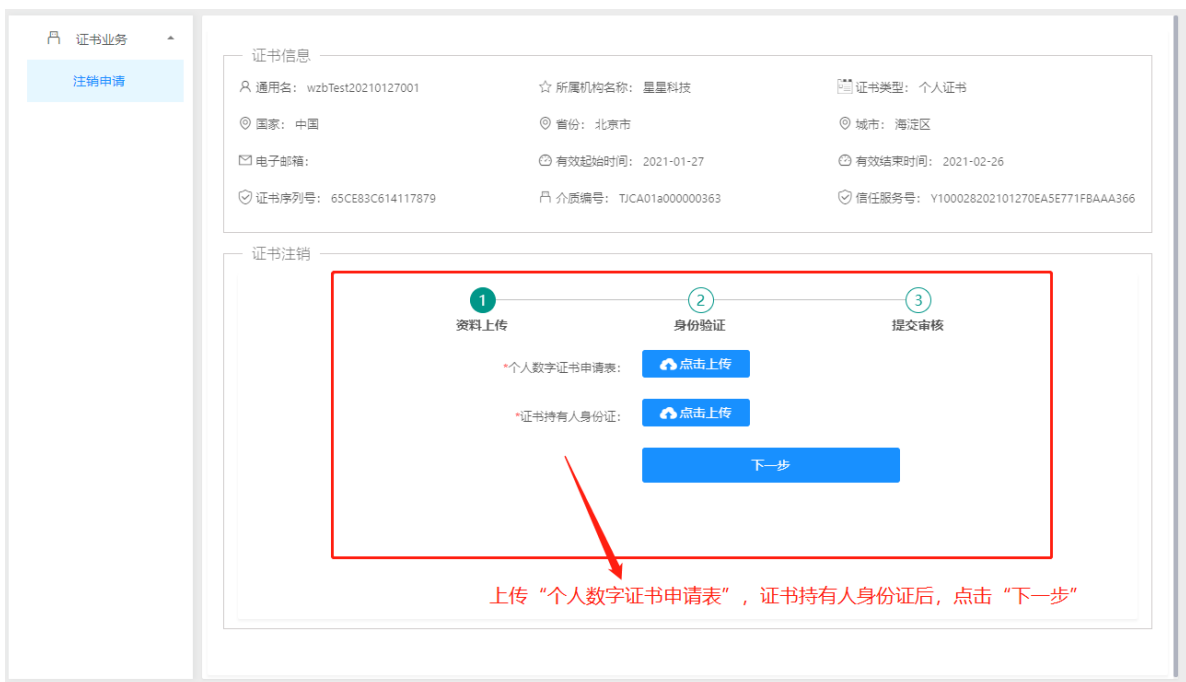 证书业务
注销申请
证书信息
通用名： wzbTest20210127001 所属机构名称： 星星科技 证书类型： 个人证书
国家： 中国 省份： 北京市 城市： 海淀区
电子邮箱： 有效起始时间： 2021-01-27 有效结束时间： 2021-02-26
证书序列号： 65CE83C614117879 介质编号： TJCA01a000000363 信任服务号： Y100028202101270EA5E771FBAAA366
证书注销
1 2 3
资料上传 身份验证 提交审核
*个人数字证书申请表： 点击上传
*证书持有人身份证： 点击上传
下一步
上传“个人数字证书申请表”，证书持有人身份证后，点击“下一步”